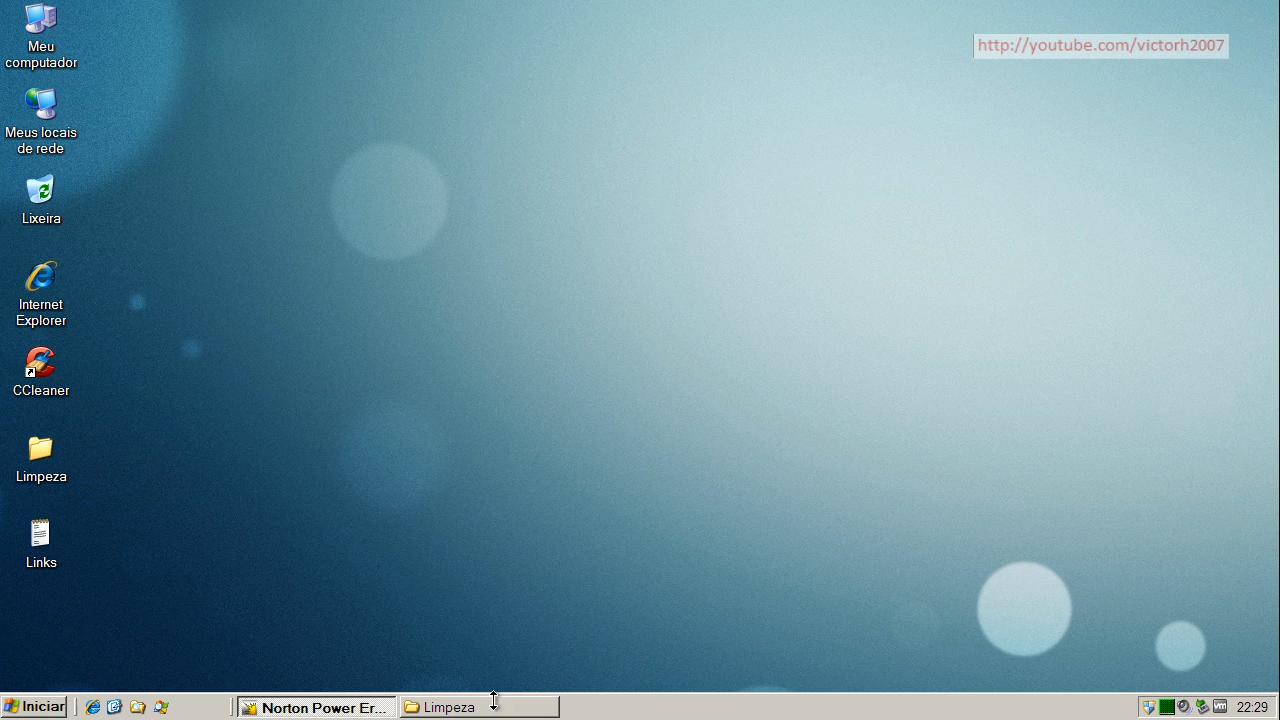 http://youtube.com/victorh2007
Meu
computador
Meus locais
de rede
Lixeira
Internet
Explorer
CCleaner
Limpeza
Links
Iniciar
Norton Power Er...
Limpeza
22:29